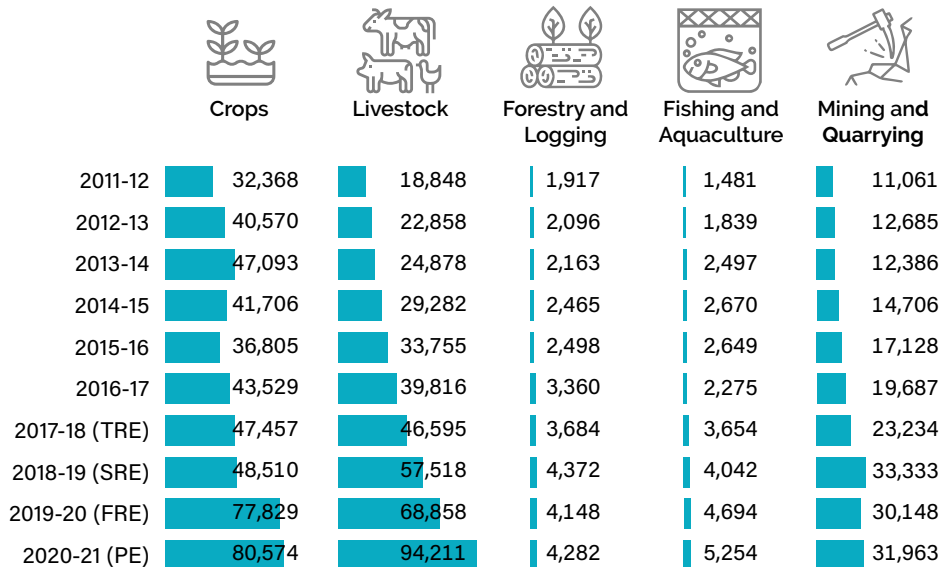 Crops Livestock Forestry and Logging Fishing and Aquaculture Mining and Quarrying
2011-12 32,368 18,848 1,917 1,481 11,061
2012-13 40,570 22,858 2,096 1,839 12,685
2013-14 47,093 24,878 2,163 2,497 12,386
2014-15 41,706 29,282 2,465 2,670 14,706
2015-16 36,805 33,755 2,498 2,649 17,128
2016-17 43,529 39,816 3,360 2,275 19,687
2017-18 (TRE) 47,457 46,595 3,684 3,654 23,234
2018-19 (SRE) 48,510 57,518 4,372 4,042 33,333
2019-20 (FRE) 77,829 68,858 4,148 4,694 30,148
2020-21 (PE) 80,574 94,211 4,282 5,254 31,963